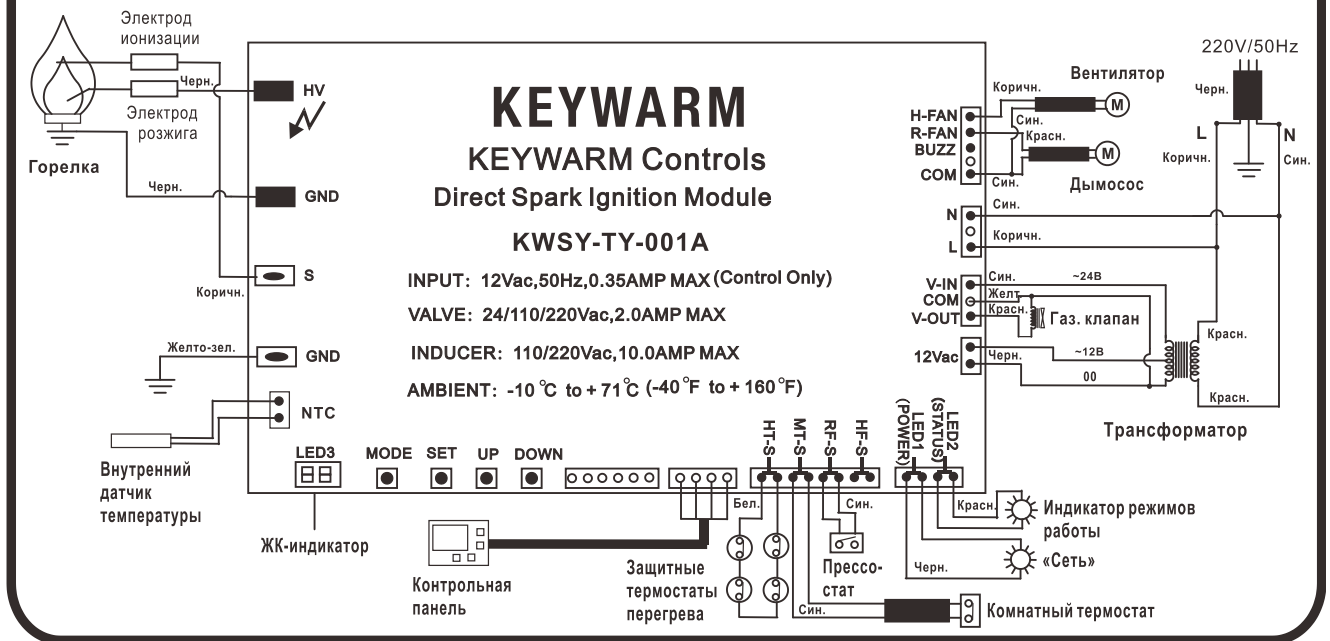 Электрод
ионизации
Черн.
Электрод
розжига
Горелка
Черн.
Коричн.
Желто-зел.
Внутренний
датчик
температуры
HV
GND
S
GND
NTC
KEYWARM
KEYWARM Controls
Direct Spark Ignition Module
KWSY-TY-001A
INPUT: 12Vac,50Hz,0.35AMP MAX (Control Only)
VALVE: 24/110/220Vac,2.0AMP MAX
INDUCER: 110/220Vac,10.0AMP MAX
AMBIENT: -10 °C to + 71°C (-40 °F to + 160 °F)
H-FAN
R-FAN
BUZZ
COM
N
L
V-IN
COM
V-OUT
12Vac
Коричн.
Син.
Красн.
Син.
Вентилятор
M
M
Дымосос
220V/50Hz
Черн.
L
N
Коричн.
Син.
Син.
Коричн.
Син.
~24В
Желт.
Красн.
Газ. клапан
Черн.
~12В
00
Красн.
Красн.
Трансформатор
LED3
MODE
SET
UP
DOWN
HT-S
MT-S
RF-S
HF-S
LED1
(POWER)
LED2
(STATUS)
ЖК-индикатор
Контрольная
панель
Бел.
Защитные
термостаты
перегрева
Син.
Прессо-
стат
Син.
Комнатный термостат
Красн.
Индикатор режимов
работы
Черн.
«Сеть»